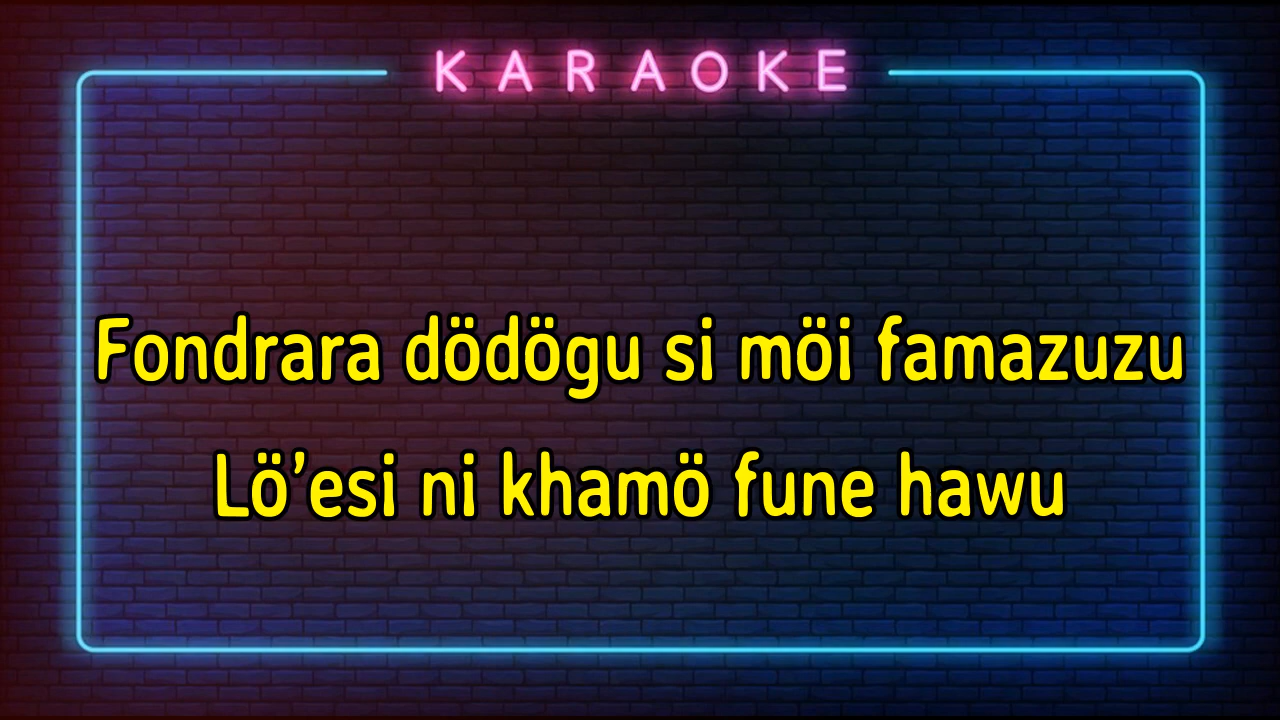 KARAOKE
Fondrara dödögu si möi famazuzu
Lö’esi ni khamö fune hawu